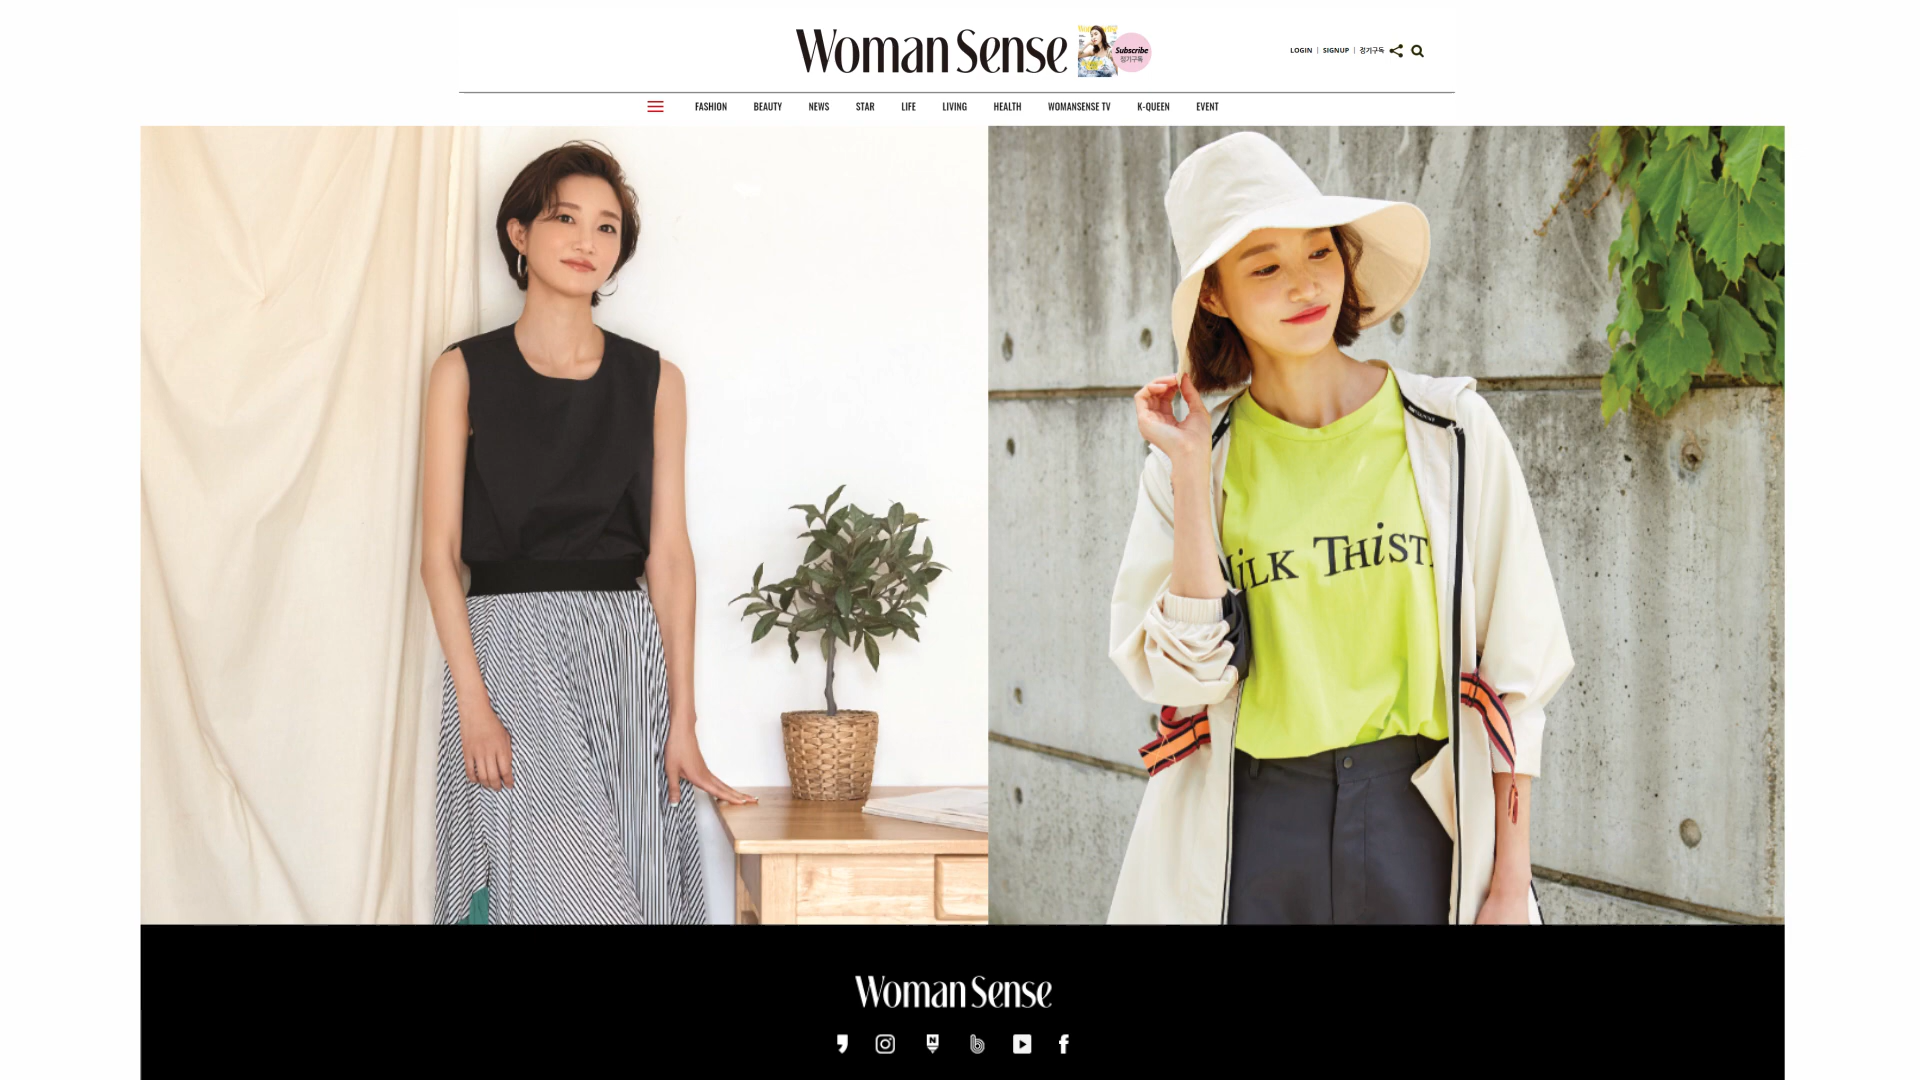 Woman Sense
Subscribe
정기구독
LOGIN | SIGNUP | 정기구독
FASHION BEAUTY NEWS STAR LIFE LIVING HEALTH WOMANSENSE TV K-QUEEN EVENT
MiLK THiST
Woman Sense